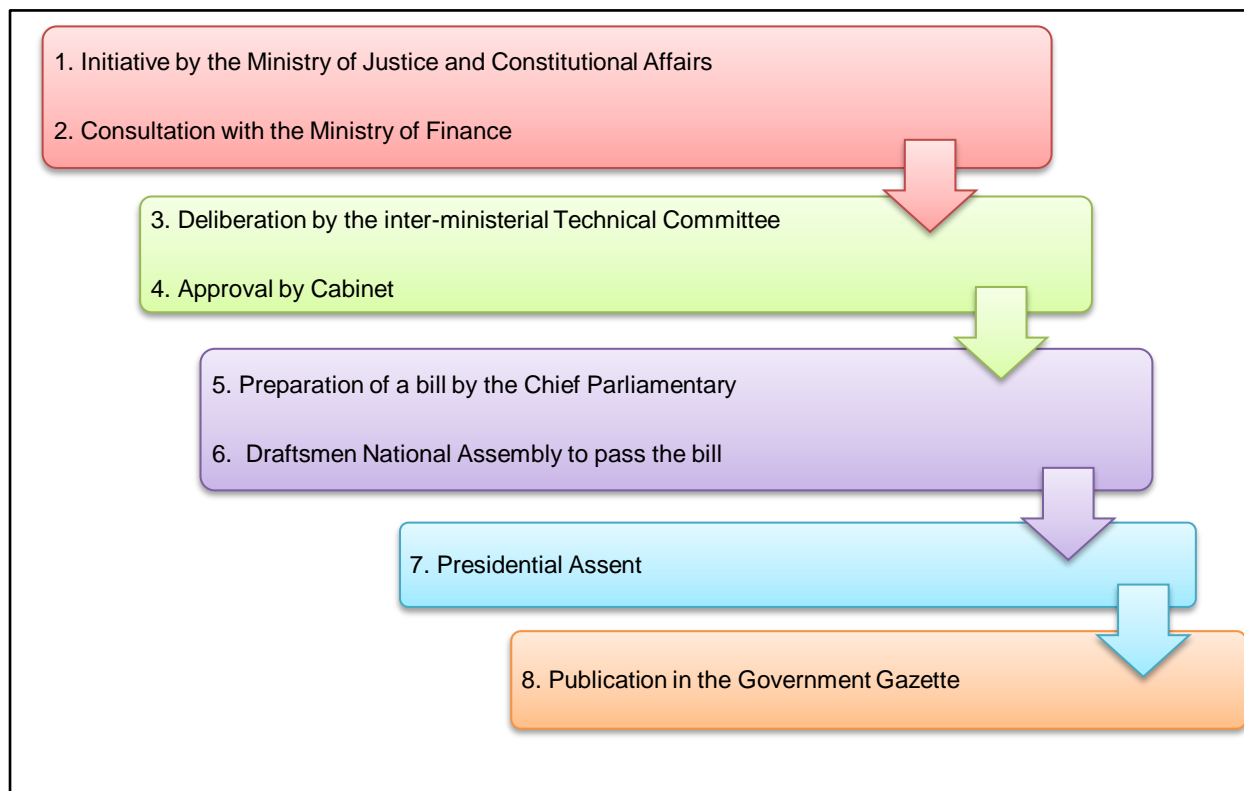 1. Initiative by the Ministry of Justice and Constitutional Affairs
2. Consultation with the Ministry of Finance
3. Deliberation by the inter-ministerial Technical Committee
4. Approval by Cabinet
5. Preparation of a bill by the Chief Parliamentary
6. Draftsmen National Assembly to pass the bill
7. Presidential Assent
8. Publication in the Government Gazette